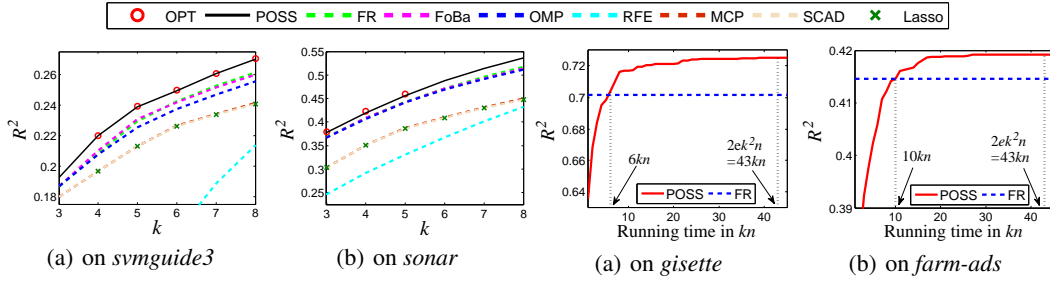 OPT POSS FR FoBa OMP RFE MCP SCAD Lasso
R²
0.26
0.24
0.22
0.2
0.18
3 4 5 6 7 8
k
(a) on svmguide3
R²
0.55
0.5
0.45
0.4
0.35
0.3
0.25
3 4 5 6 7 8
k
(b) on sonar
R²
0.72
0.7
0.68
0.66
0.64
6kn
2ek²n
=43kn
POSS FR
10 20 30 40
Running time in kn
(a) on gisette
R²
0.42
0.41
0.4
0.39
10kn
2ek²n
=43kn
POSS FR
10 20 30 40
Running time in kn
(b) on farm-ads